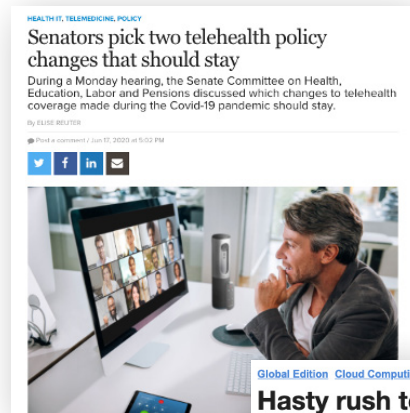 HEALTH IT, TELEMEDICINE, POLICY
Senators pick two telehealth policy
changes that should stay
During a Monday hearing, the Senate Committee on Health,
Education, Labor and Pensions discussed which changes to telehealth
coverage made during the Covid-19 pandemic should stay.
By ELISE REUTER
Post a comment / Jun 17, 2020 at 5:02 PM
f
in
Global Edition Cloud Computi
Hasty rush t